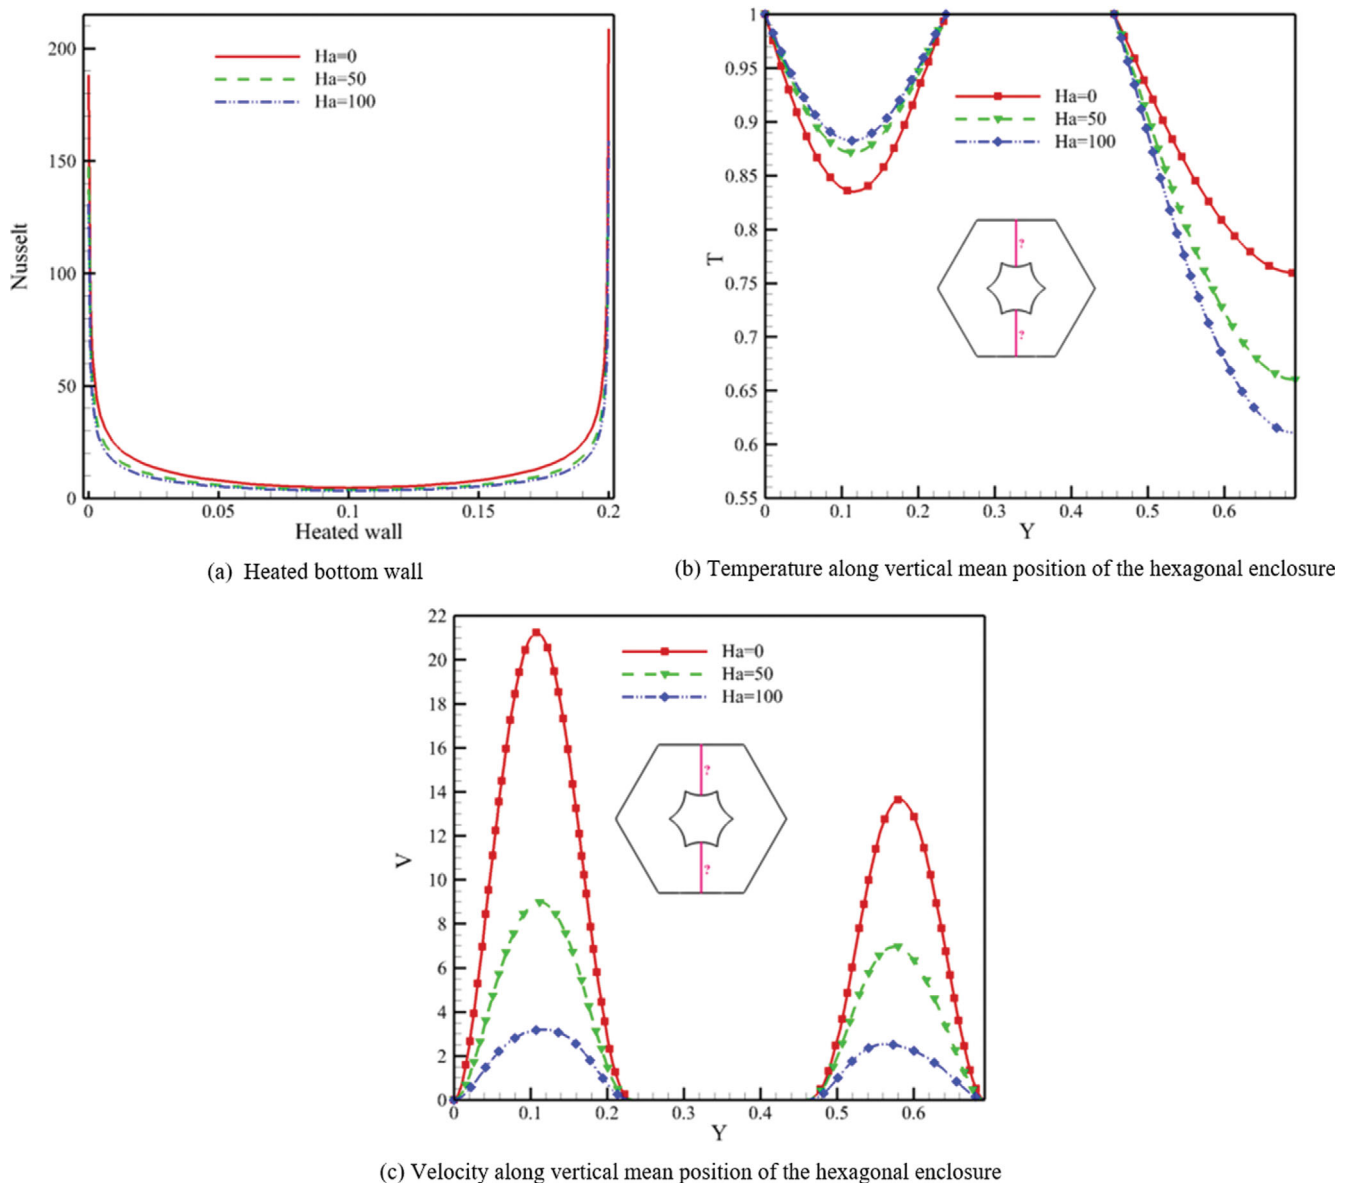 200
150
100
50
0
Nusselt
Ha=0
Ha=50
Ha=100
0
0.05
0.1
0.15
0.2
Heated wall
(a) Heated bottom wall
1
0.95
0.9
0.85
0.8
0.75
0.7
0.65
0.6
0.55
T
Ha=0
Ha=50
Ha=100
?
?
0
0.1
0.2
0.3
0.4
0.5
0.6
Y
(b) Temperature along vertical mean position of the hexagonal enclosure
22
20
18
16
14
12
10
8
6
4
2
0
V
Ha=0
Ha=50
Ha=100
?
?
0
0.1
0.2
0.3
0.4
0.5
0.6
Y
(c) Velocity along vertical mean position of the hexagonal enclosure